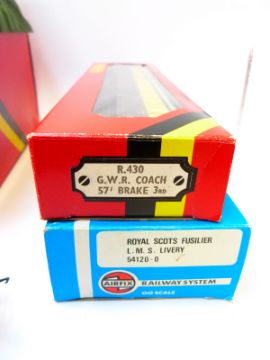 R.430
G.W.R. COACH
57' BRAKE 3RD
ROYAL SCOTS FUSILIER
L.M.S. LIVERY
54120-0
AIRFIX
RAILWAY SYSTEM
OO SCALE